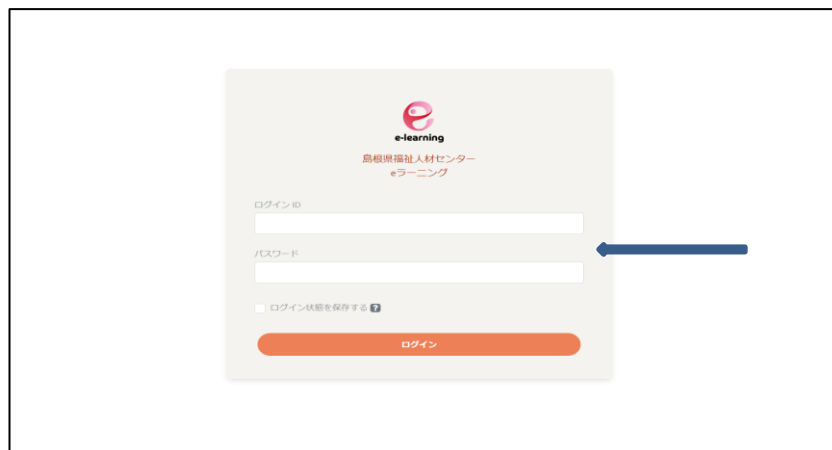 e-learning
島根県福祉人材センター
eラーニング
ログイン ID
パスワード
ログイン状態を保存する ?
ログイン